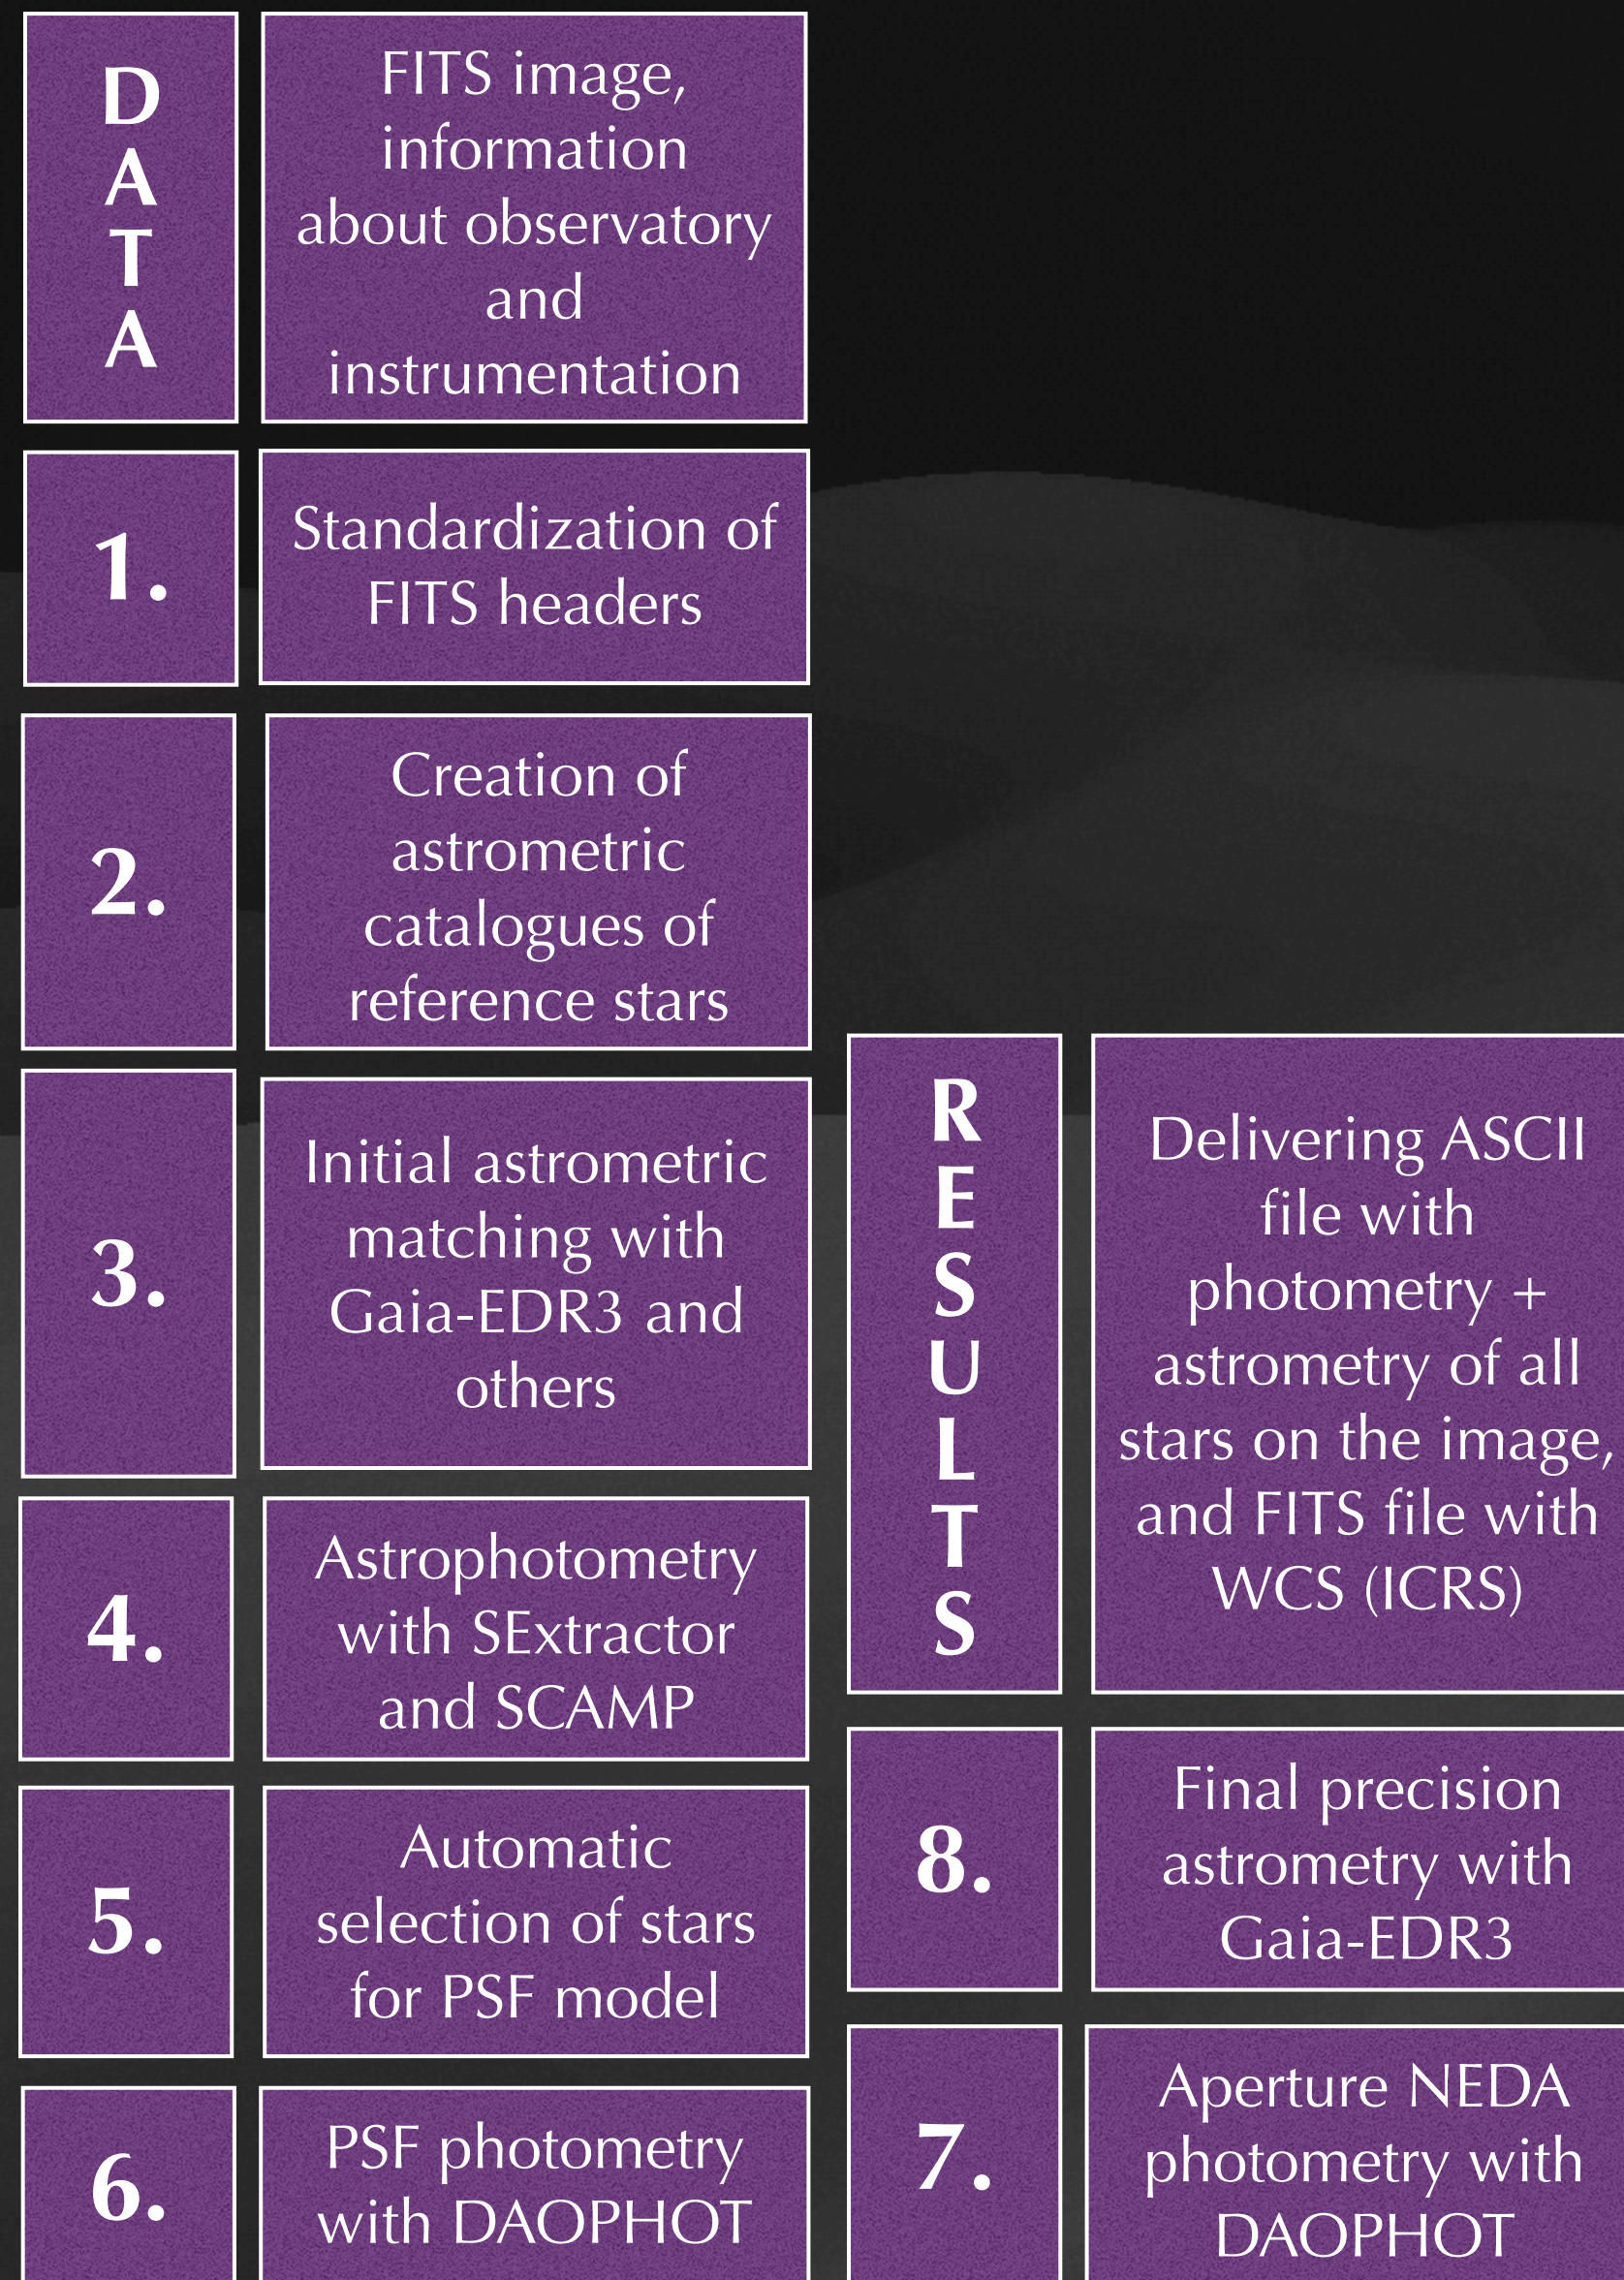 DATA
FITS image,
information
about observatory
and
instrumentation
1.
Standardization of
FITS headers
2.
Creation of
astrometric
catalogues of
reference stars
3.
Initial astrometric
matching with
Gaia-EDR3 and
others
4.
Astrophotometry
with SExtractor
and SCAMP
5.
Automatic
selection of stars
for PSF model
6.
PSF photometry
with DAOPHOT
7.
Aperture NEDA
photometry with
DAOPHOT
8.
Final precision
astrometry with
Gaia-EDR3
RESULTS
Delivering ASCII
file with
photometry +
astrometry of all
stars on the image,
and FITS file with
WCS (ICRS)